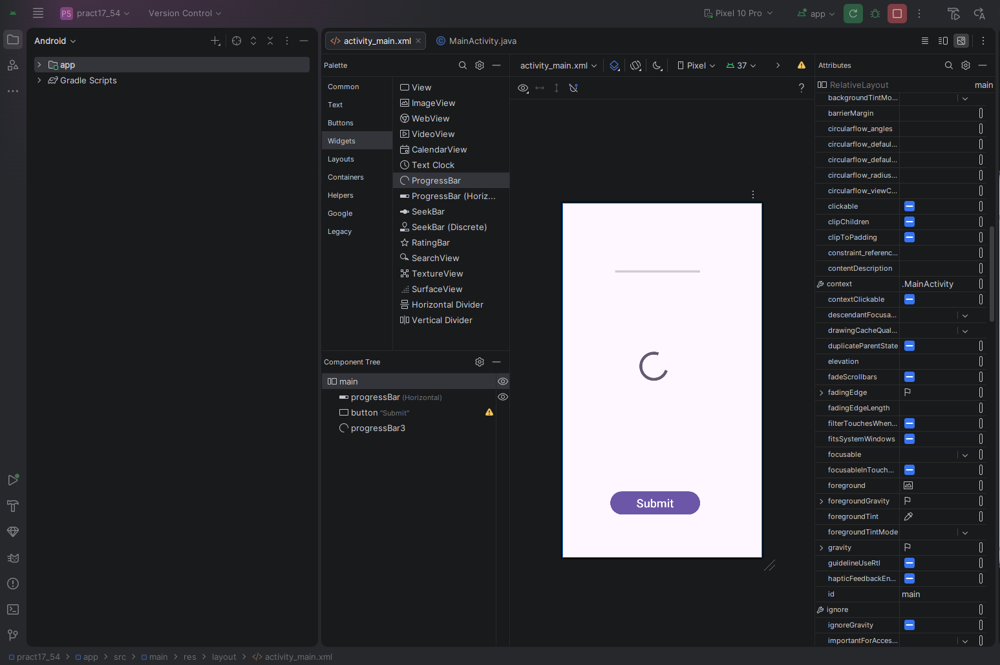 P5 pract17_54 Version Control Pixel 10 Pro app
Android
app
Gradle Scripts
activity_main.xml MainActivity.java
Palette
Common
Text
Buttons
Widgets
Layouts
Containers
Helpers
Google
Legacy
View
ImageView
WebView
VideoView
CalendarView
Text Clock
ProgressBar
ProgressBar (Horiz...
SeekBar
SeekBar (Discrete)
RatingBar
SearchView
TextureView
SurfaceView
Horizontal Divider
Vertical Divider
Component Tree
main
progressBar (Horizontal)
button "Submit"
progressBar3
activity_main.xml Pixel 37
?
Submit
Attributes
RelativeLayout main
backgroundTintMo...
barrierMargin
circularflow_angles
circularflow_defaul...
circularflow_defaul...
circularflow_radius...
circularflow_viewC...
clickable
clipChildren
clipToPadding
constraint_referenc...
contentDescription
context .MainActivity
contextClickable
descendantFocusa...
drawingCacheQual...
duplicateParentState
elevation
fadeScrollbars
fadingEdge
fadingEdgeLength
filterTouchesWhen...
fitsSystemWindows
focusable
focusableInTouch...
foreground
foregroundGravity
foregroundTint
foregroundTintMode
gravity
guidelineUseRtl
hapticFeedbackEn...
id main
ignore
ignoreGravity
importantForAcces...
pract17_54 > app > src > main > res > layout > activity_main.xml